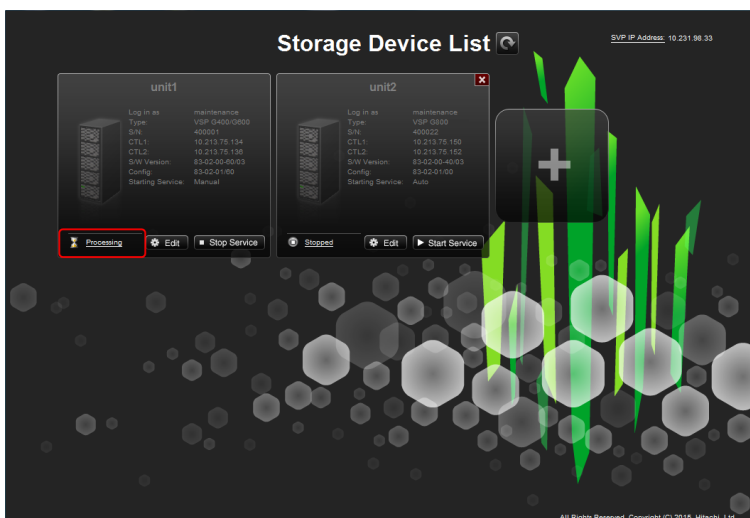 Storage Device List
SVP IP Address: 10.231.98.33
unit1
Log in as maintenance
Type: VSP G400/G600
S/N: 400001
CTL1: 10.213.75.134
CTL2: 10.213.75.136
S/W Version: 83-02-00-60/03
Config: 83-02-01/60
Starting Service: Manual
Processing
Edit
Stop Service
unit2
Log in as maintenance
Type: VSP G800
S/N: 400022
CTL1: 10.213.75.150
CTL2: 10.213.75.152
S/W Version: 83-02-00-40/03
Config: 83-02-01/00
Starting Service: Auto
Stopped
Edit
Start Service
All Rights Reserved, Copyright (C) 2015, Hitachi, Ltd.